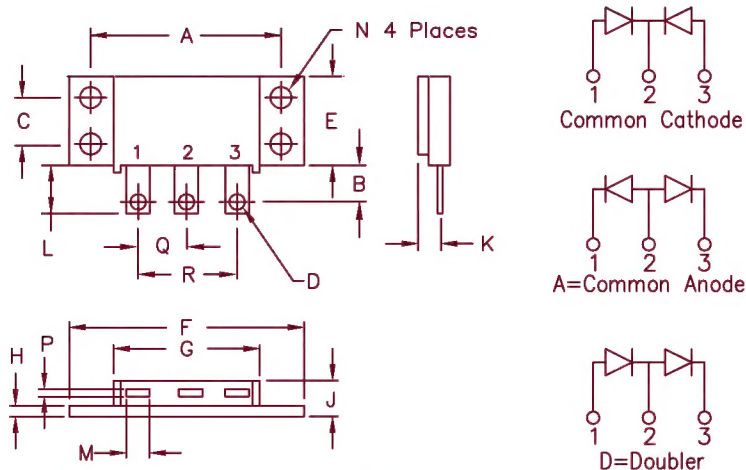 A
N 4 Places
C
E
1 2 3
B
L
Q
R
D
K
F
G
H
P
J
M
1 2 3
Common Cathode
1 2 3
A=Common Anode
1 2 3
D=Doubler